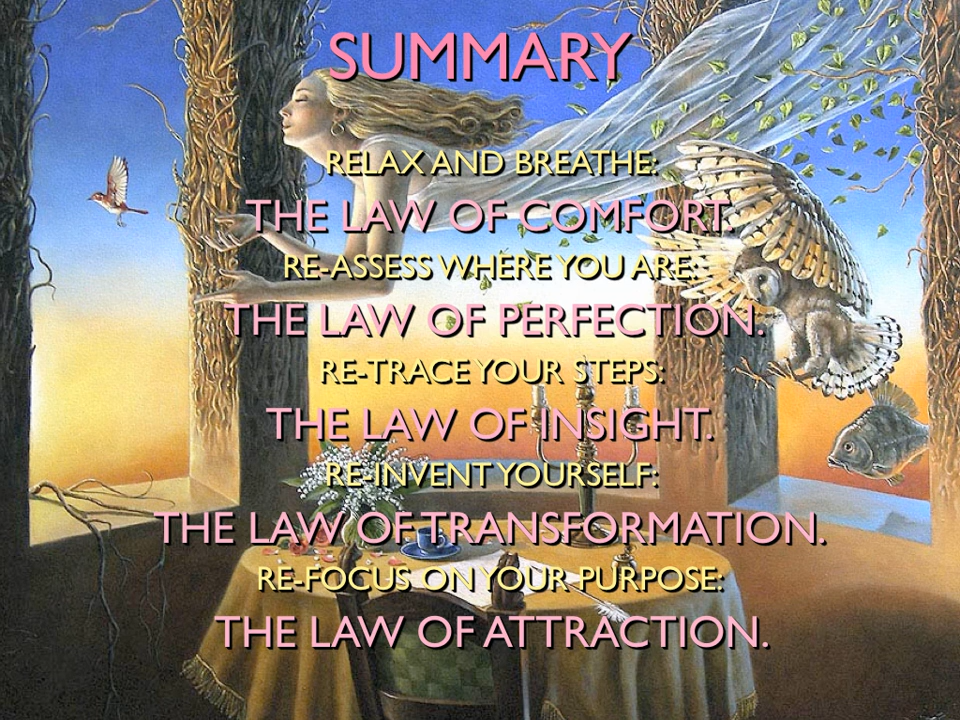 SUMMARY
RELAX AND BREATHE:
THE LAW OF COMFORT.
RE-ASSESS WHERE YOU ARE:
THE LAW OF PERFECTION.
RE-TRACE YOUR STEPS:
THE LAW OF INSIGHT.
RE-INVENT YOURSELF:
THE LAW OF TRANSFORMATION.
RE-FOCUS ON YOUR PURPOSE:
THE LAW OF ATTRACTION.